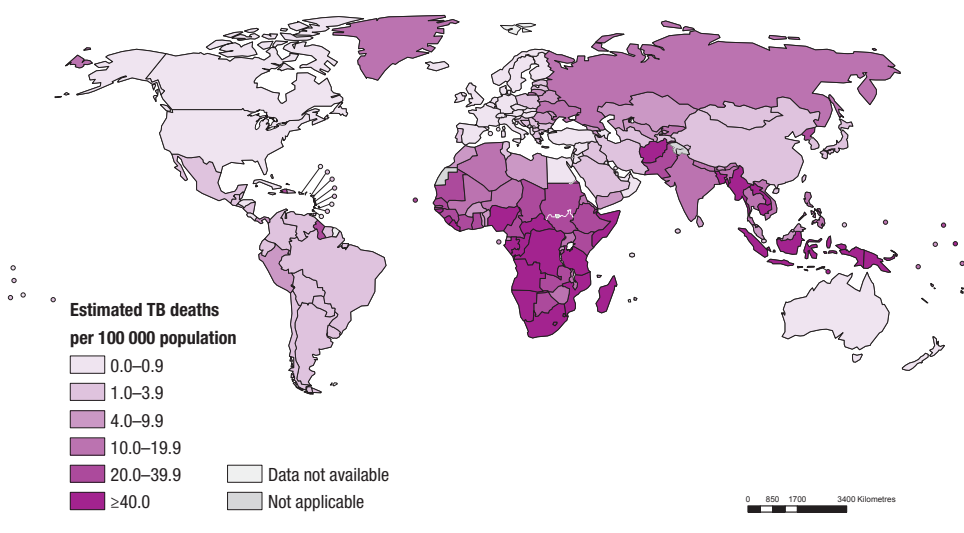 Estimated TB deaths
per 100 000 population
0.0–0.9
1.0–3.9
4.0–9.9
10.0–19.9
20.0–39.9
≥40.0
Data not available
Not applicable
0 850 1700 3400 Kilometres